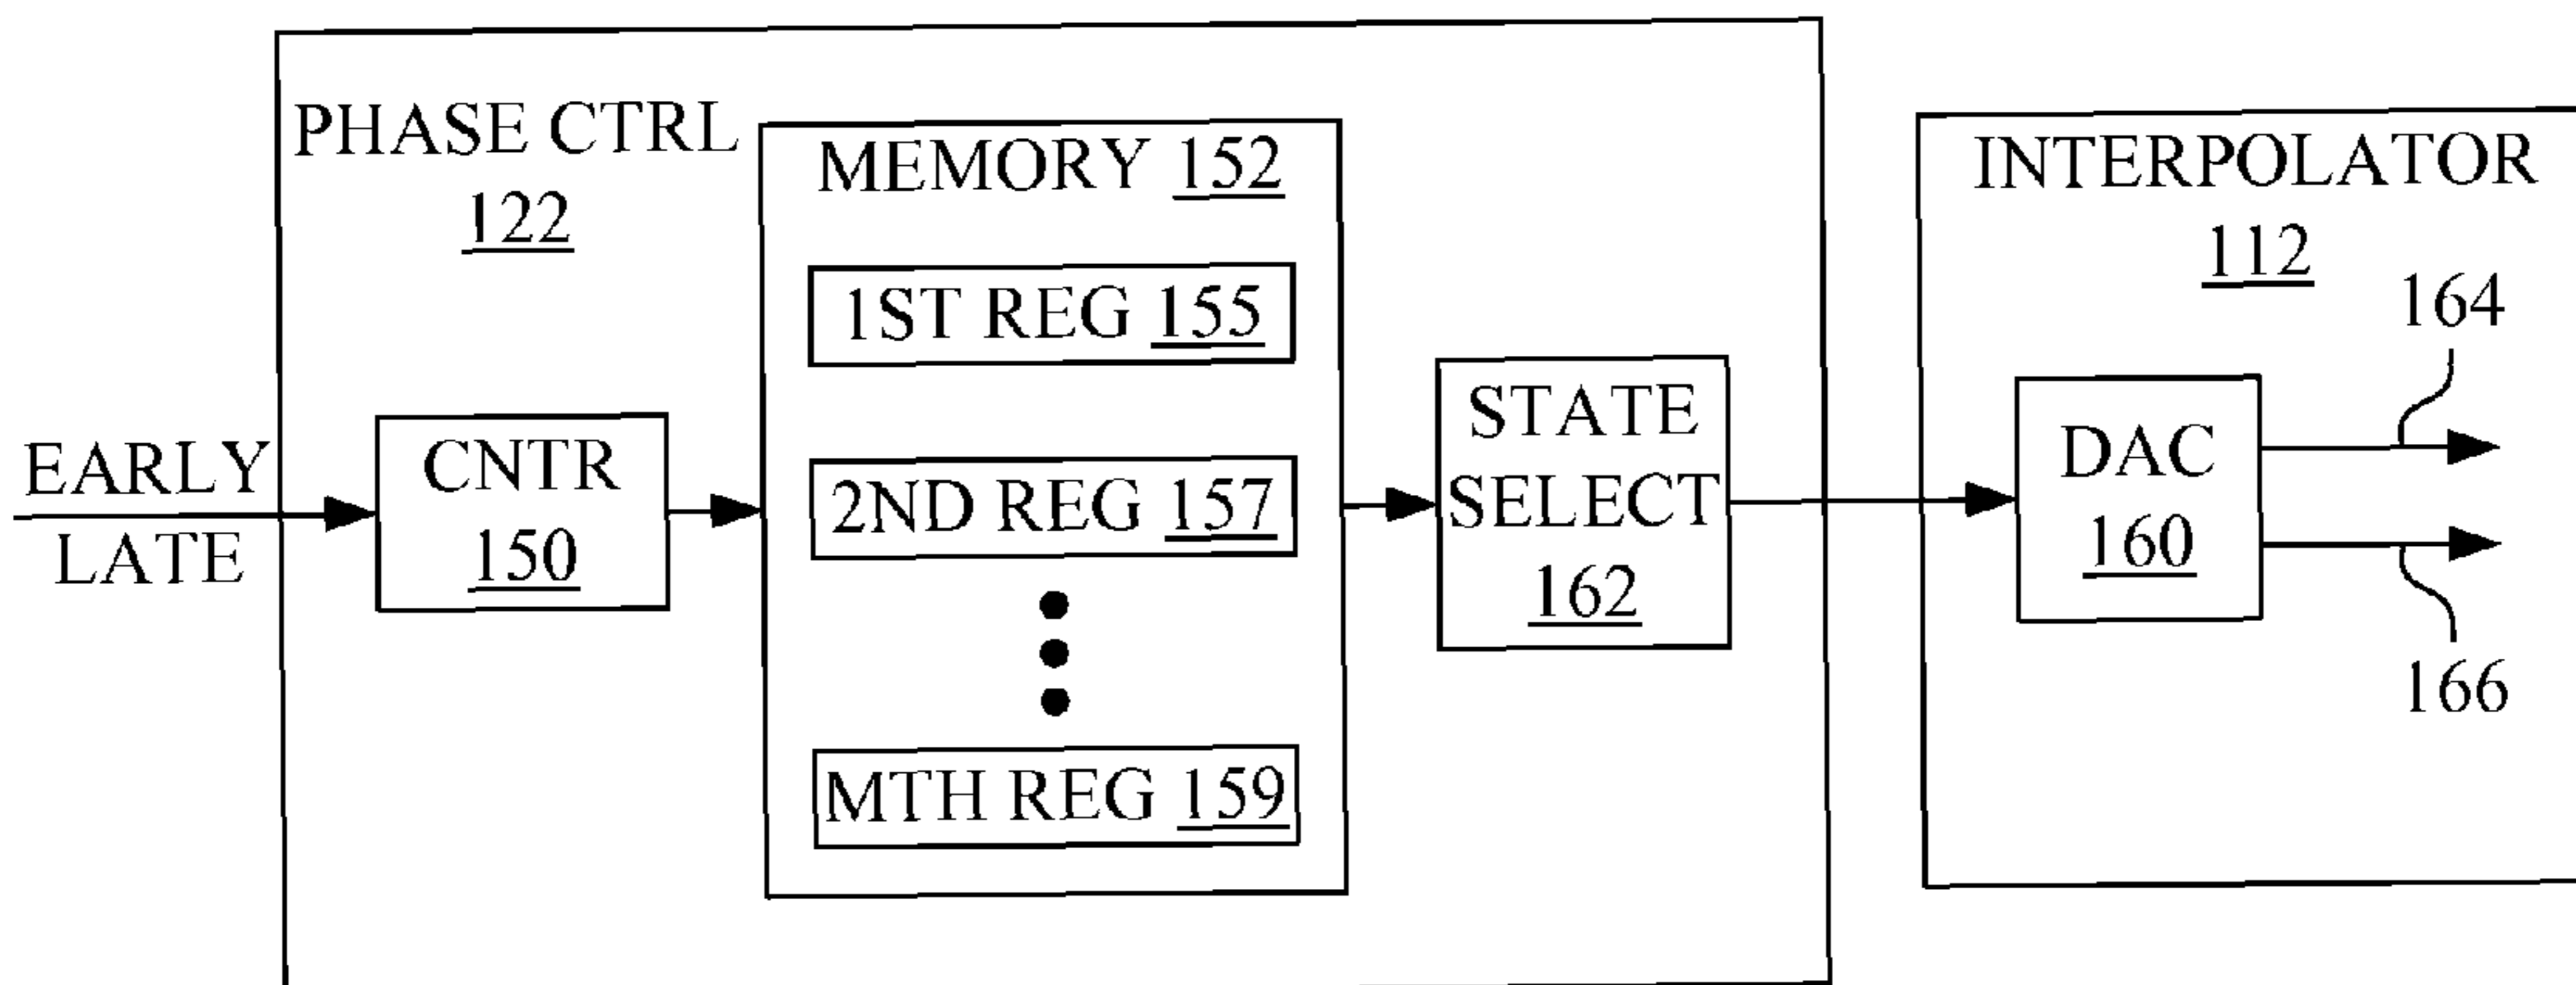 PHASE CTRL
122
EARLY
LATE
CNTR
150
MEMORY 152
1ST REG 155
2ND REG 157
MTH REG 159
STATE
SELECT
162
INTERPOLATOR
112
DAC
160
164
166